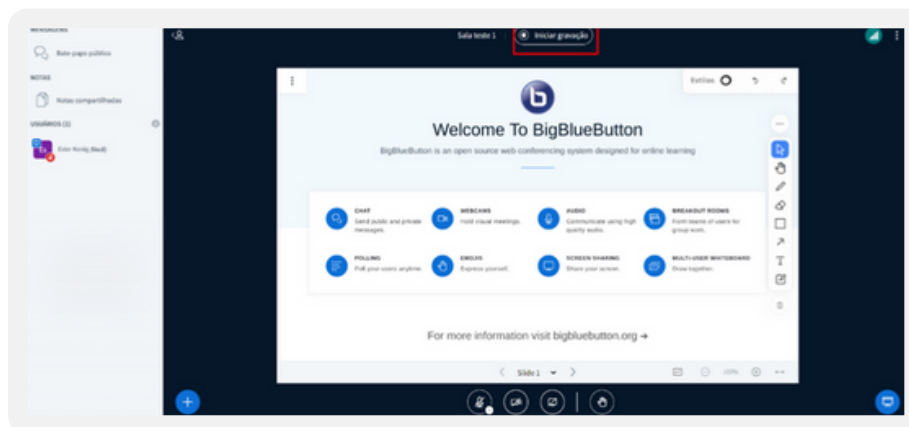 MENSAGENS
Bate-papo público
NOTAS
Notas compartilhadas
USUÁRIOS (1)
Sala teste 1
Iniciar gravação
Estilos
b
Welcome To BigBlueButton
BigBlueButton is an open source web conferencing system designed for online learning
CHAT
Send public and private
messages.
WEBCAMS
Hold visual meetings.
AUDIO
Communicate using high
quality audio.
BREAKOUT ROOMS
Form teams of users for
group work.
POLLING
Poll your users anytime.
EMOJIS
Express yourself.
SCREEN SHARING
Share your screen.
MULTI-USER WHITEBOARD
Draw together.
For more information visit bigbluebutton.org →
Slide 1
100%